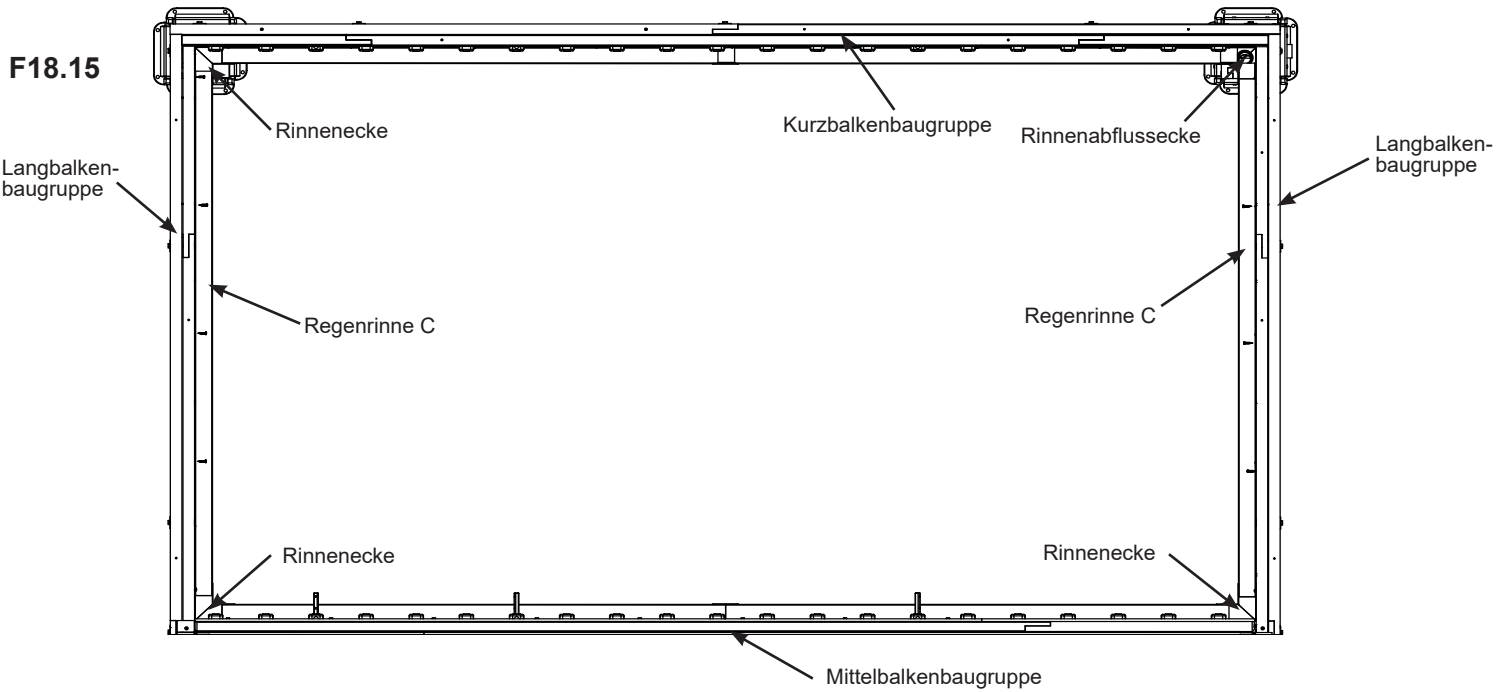 F18.15
Rinnenecke
Kurzbalkenbaugruppe
Rinnenabflussecke
Langbalken-
baugruppe
Langbalken-
baugruppe
Regenrinne C
Regenrinne C
Rinnenecke
Rinnenecke
Mittelbalkenbaugruppe